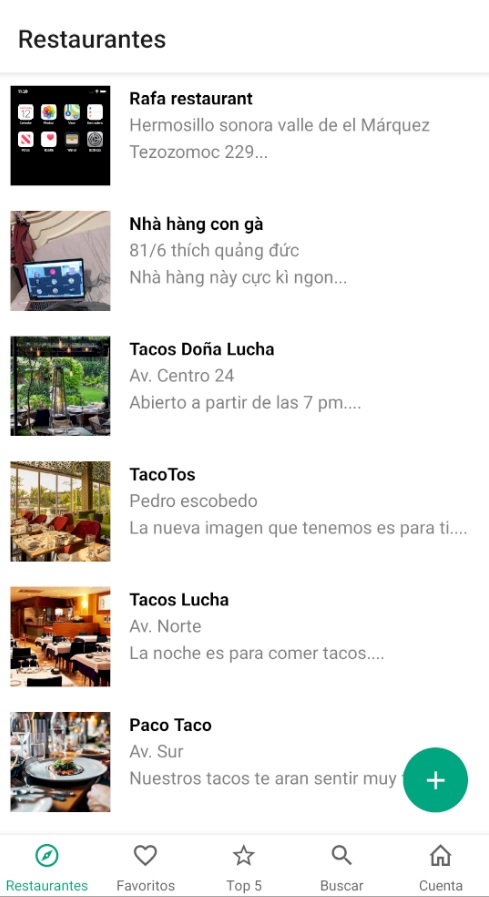 Restaurantes
Rafa restaurant
Hermosillo sonora valle de el Márquez
Tezozomoc 229...
Nhà hàng con gà
81/6 thích quảng đức
Nhà hàng này cực kì ngon...
Tacos Doña Lucha
Av. Centro 24
Abierto a partir de las 7 pm....
TacoTos
Pedro escobedo
La nueva imagen que tenemos es para ti....
Tacos Lucha
Av. Norte
La noche es para comer tacos....
Paco Taco
Av. Sur
Nuestros tacos te aran sentir muy
Restaurantes
Favoritos
Top 5
Buscar
Cuenta